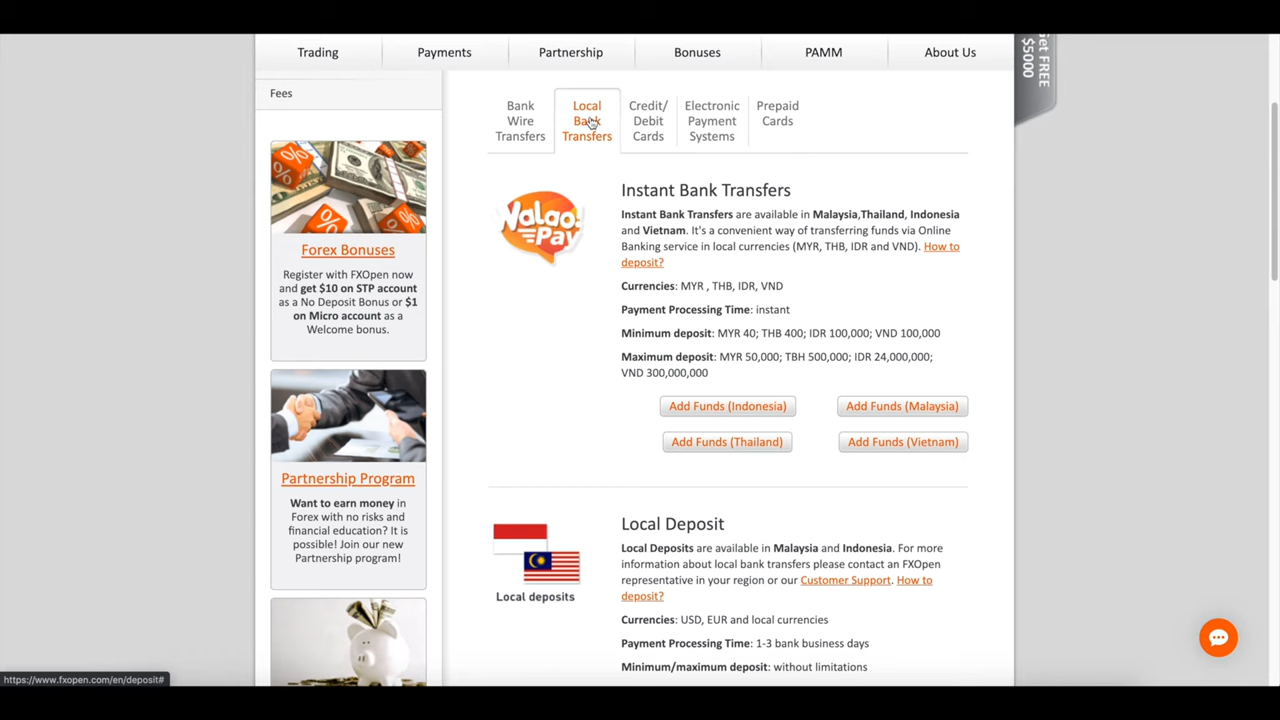 Trading
Payments
Partnership
Bonuses
PAMM
About Us
Get FREE
$5000
Fees
Bank
Wire
Transfers
Local
Bank
Transfers
Credit/
Debit
Cards
Electronic
Payment
Systems
Prepaid
Cards
Forex Bonuses
Register with FXOpen now
and get $10 on STP account
as a No Deposit Bonus or $1
on Micro account as a
Welcome bonus.
Partnership Program
Want to earn money in
Forex with no risks and
financial education? It is
possible! Join our new
Partnership program!
Walao!
Pay
Instant Bank Transfers
Instant Bank Transfers are available in Malaysia,Thailand, Indonesia
and Vietnam. It's a convenient way of transferring funds via Online
Banking service in local currencies (MYR, THB, IDR and VND). How to
deposit?
Currencies: MYR , THB, IDR, VND
Payment Processing Time: instant
Minimum deposit: MYR 40; THB 400; IDR 100,000; VND 100,000
Maximum deposit: MYR 50,000; TBH 500,000; IDR 24,000,000;
VND 300,000,000
Add Funds (Indonesia)
Add Funds (Malaysia)
Add Funds (Thailand)
Add Funds (Vietnam)
Local deposits
Local Deposit
Local Deposits are available in Malaysia and Indonesia. For more
information about local bank transfers please contact an FXOpen
representative in your region or our Customer Support. How to
deposit?
Currencies: USD, EUR and local currencies
Payment Processing Time: 1-3 bank business days
Minimum/maximum deposit: without limitations
https://www.fxopen.com/en/deposit#